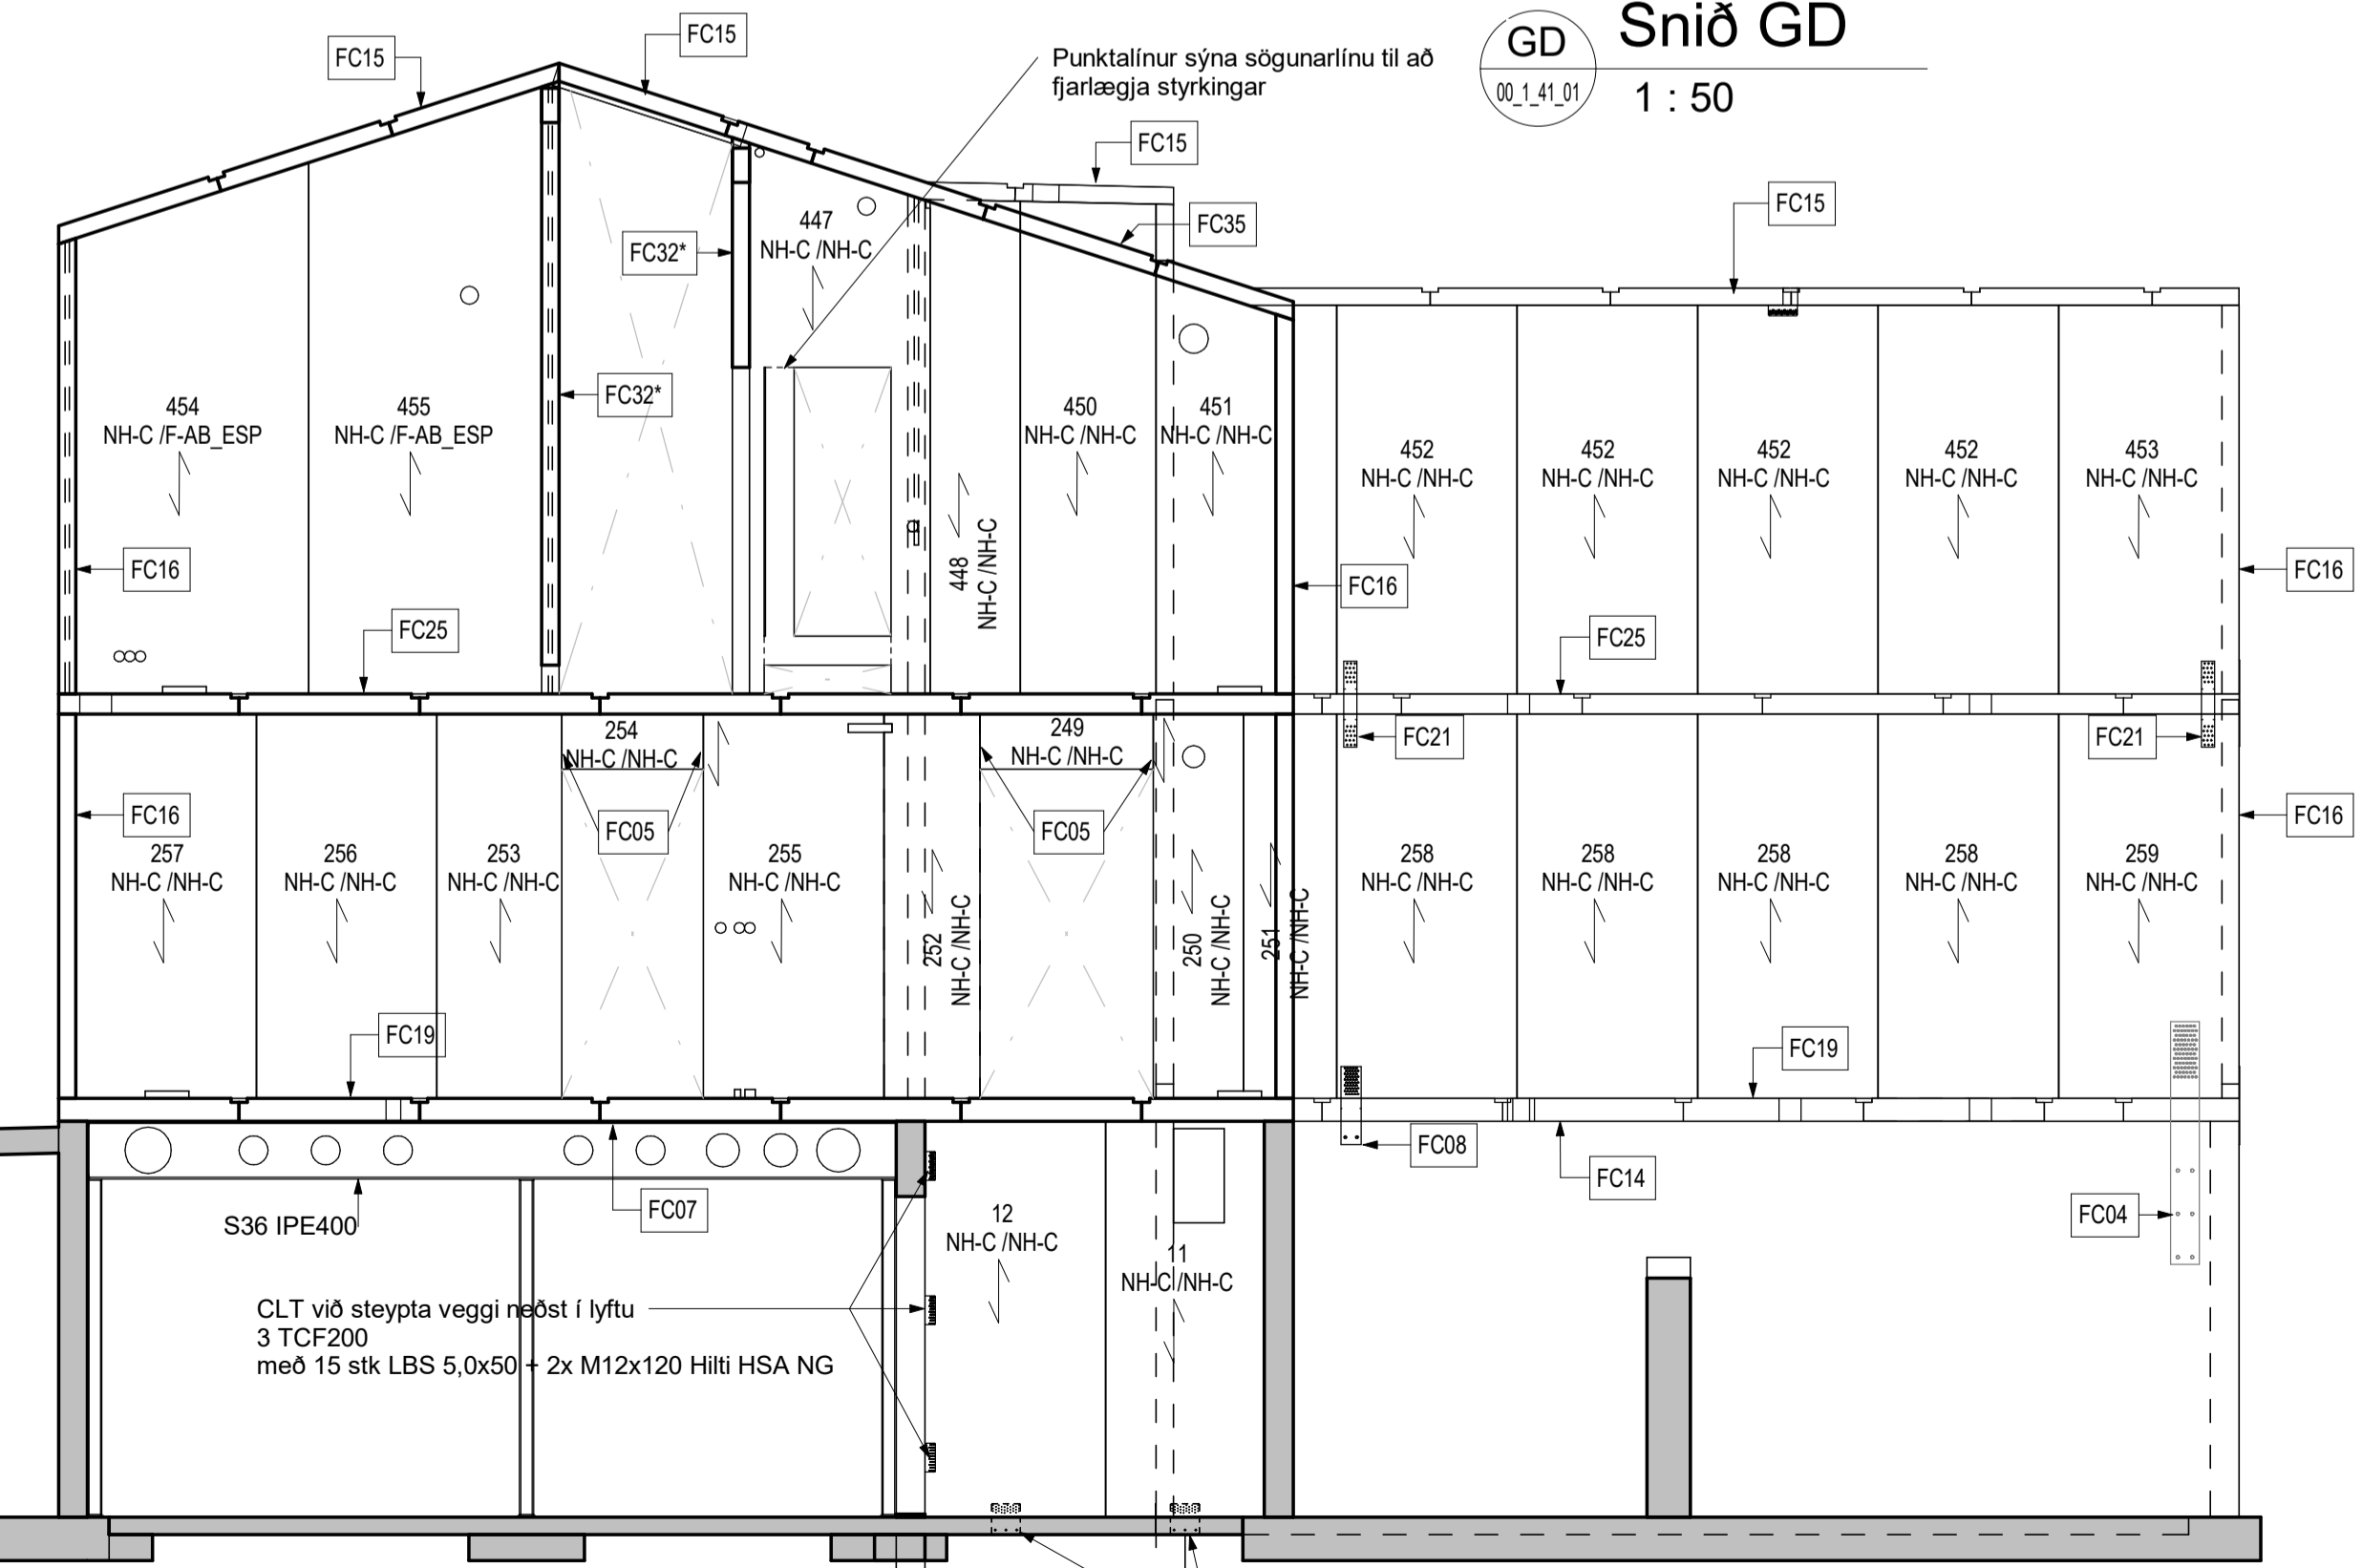 Snið GD
GD
00_1_41_01
1 : 50
FC15
FC15
Punktalínur sýna sögunarlínu til að
fjarlægja styrkingar
FC15
FC15
FC35
447
NH-C /NH-C
FC32*
FC32*
454
NH-C /F-AB_ESP
455
NH-C /F-AB_ESP
450
NH-C /NH-C
451
NH-C /NH-C
452
NH-C /NH-C
452
NH-C /NH-C
452
NH-C /NH-C
452
NH-C /NH-C
453
NH-C /NH-C
448
NH-C /NH-C
FC16
FC16
FC16
FC25
FC25
254
NH-C /NH-C
249
NH-C /NH-C
FC21
FC21
FC16
FC05
FC05
FC16
257
NH-C /NH-C
256
NH-C /NH-C
253
NH-C /NH-C
255
NH-C /NH-C
252
NH-C /NH-C
250
NH-C /NH-C
251
NH-C /NH-C
258
NH-C /NH-C
258
NH-C /NH-C
258
NH-C /NH-C
258
NH-C /NH-C
259
NH-C /NH-C
FC19
FC19
FC08
FC14
FC04
S36 IPE400
FC07
12
NH-C /NH-C
11
NH-C /NH-C
CLT við steypta veggi neðst í lyftu
3 TCF200
með 15 stk LBS 5,0x50 + 2x M12x120 Hilti HSA NG